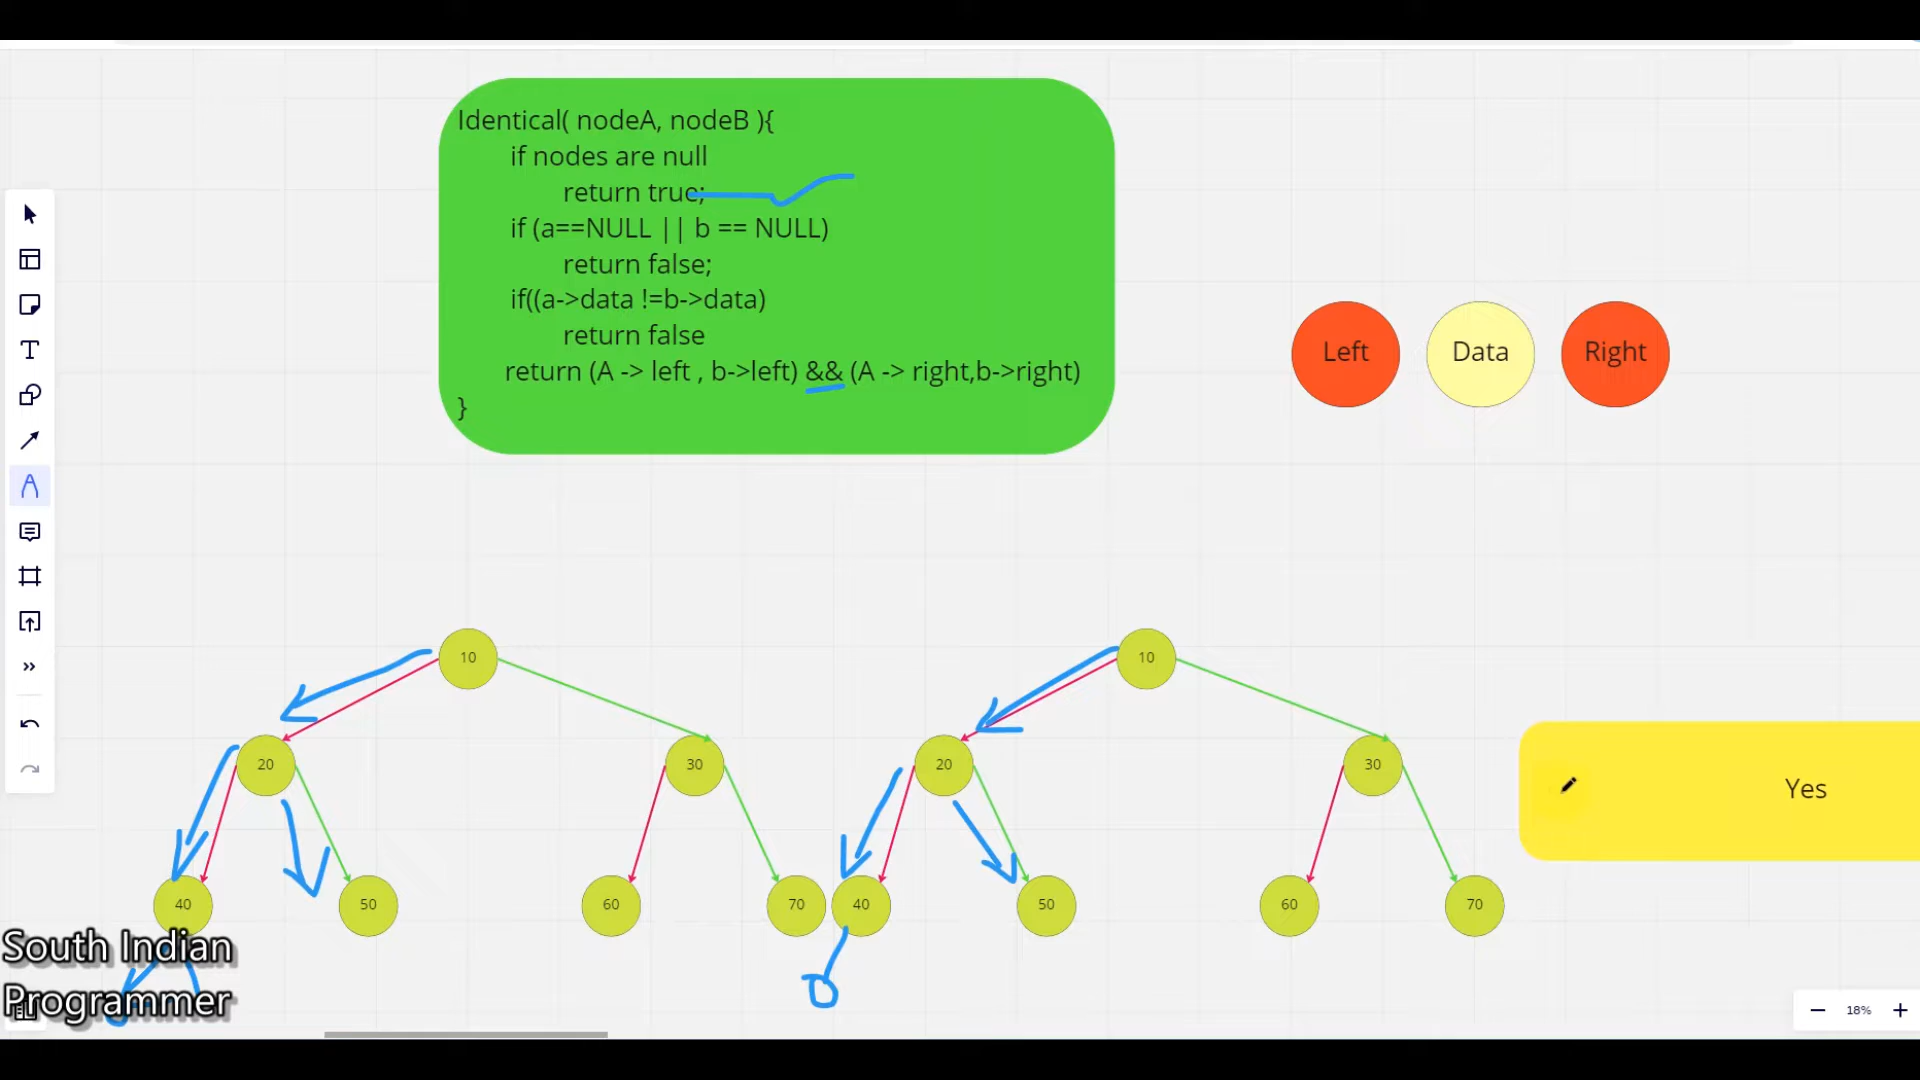 Identical( nodeA, nodeB ){
if nodes are null
return true;
if (a==NULL || b == NULL)
return false;
if((a->data !=b->data)
return false
return (A -> left , b->left) && (A -> right,b->right)
}
Left Data Right
10 10
20 30 20 30
Yes
40 50 60 70 40 50 60 70
South Indian
Programmer
18%